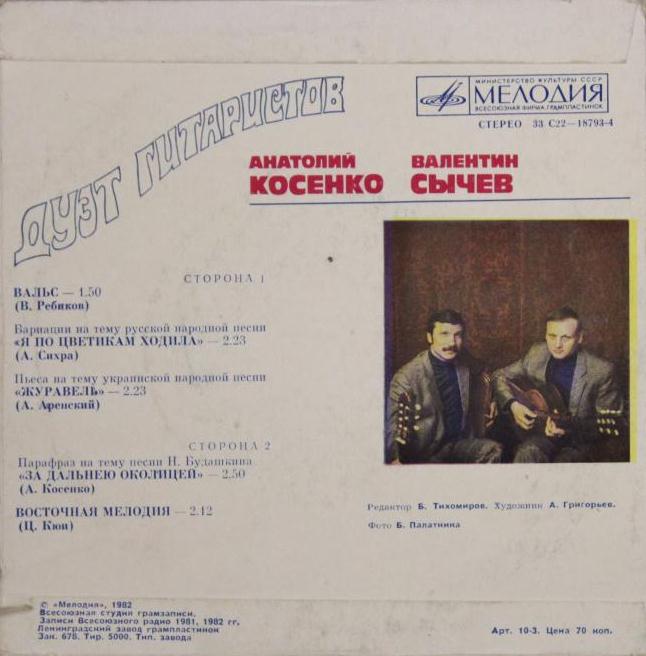 ДУЭТ ГИТАРИСТОВ
МИНИСТЕРСТВО КУЛЬТУРЫ СССР
МЕЛОДИЯ
ВСЕСОЮЗНАЯ ФИРМА ГРАМПЛАСТИНОК
СТЕРЕО 33 С22—18793-4
АНАТОЛИЙ ВАЛЕНТИН
КОСЕНКО СЫЧЕВ
СТОРОНА 1
ВАЛЬС — 1.50
(В. Ребиков)
Вариации на тему русской народной песни
«Я ПО ЦВЕТИКАМ ХОДИЛА» — 2.23
(А. Сихра)
Пьеса на тему украинской народной песни
«ЖУРАВЕЛЬ» — 2.23
(А. Аренский)
СТОРОНА 2
Парафраз на тему песни Н. Будашкина
«ЗА ДАЛЬНЕЮ ОКОЛИЦЕЙ» — 2.50
(А. Косенко)
ВОСТОЧНАЯ МЕЛОДИЯ — 2.12
(Ц. Кюи)
Редактор Б. Тихомиров. Художник А. Григорьев.
Фото Б. Палатника
© «Мелодия», 1982
Всесоюзная студия грамзаписи.
Записи Всесоюзного радио 1981, 1982 гг,
Ленинградский завод грампластинок
Зак. 678. Тир. 5000. Тип. завода
Арт. 10-3. Цена 70 коп.